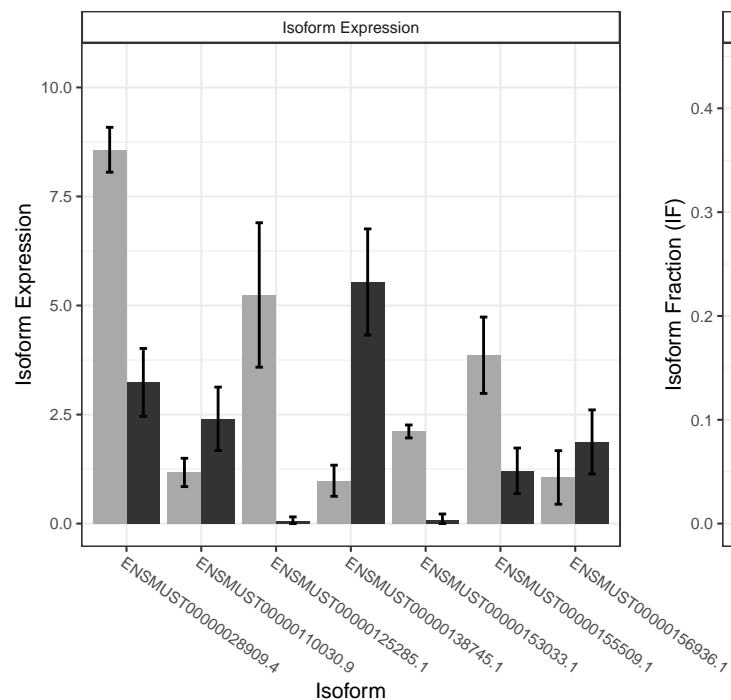 Isoform Expression
Isoform Expression
10.0
7.5
5.0
2.5
0.0
ENSMUST00000028909.4
ENSMUST00000110030.9
ENSMUST00000125285.1
ENSMUST00000138745.1
ENSMUST00000153033.1
ENSMUST00000155509.1
ENSMUST00000156936.1
Isoform
Isoform Fraction (IF)
0.4
0.3
0.2
0.1
0.0